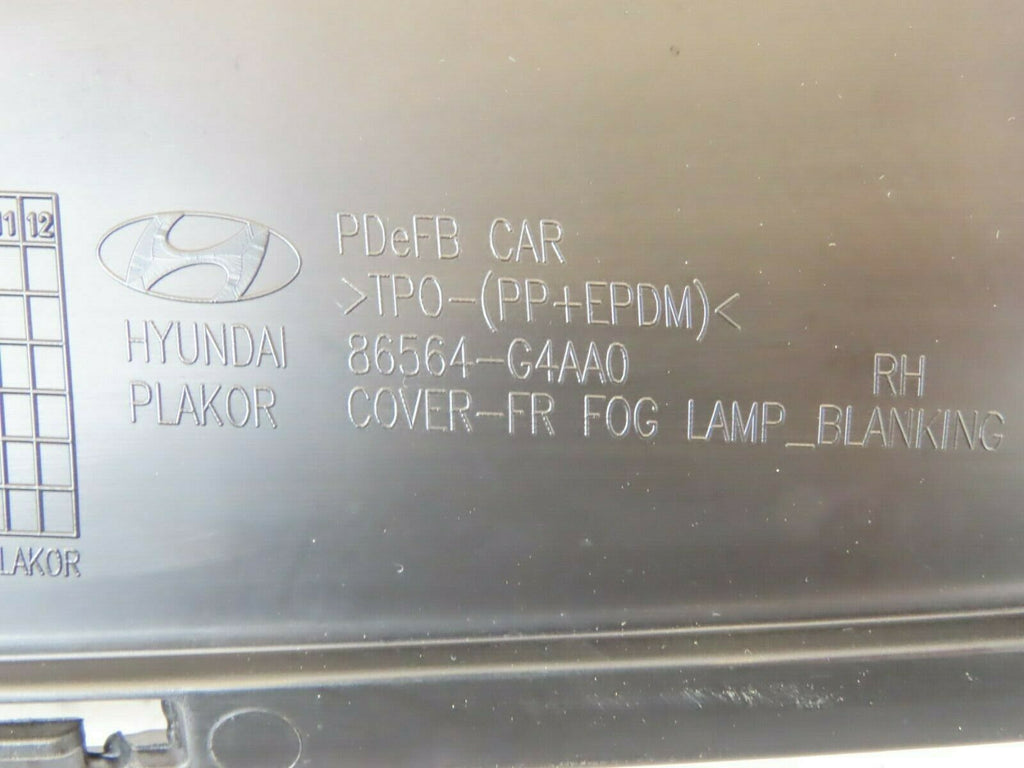 11 12
PDeFB CAR
>TPO-(PP+EPDM)<
HYUNDAI
86564-G4AA0 RH
PLAKOR
COVER-FR FOG LAMP_BLANKING
LAKOR